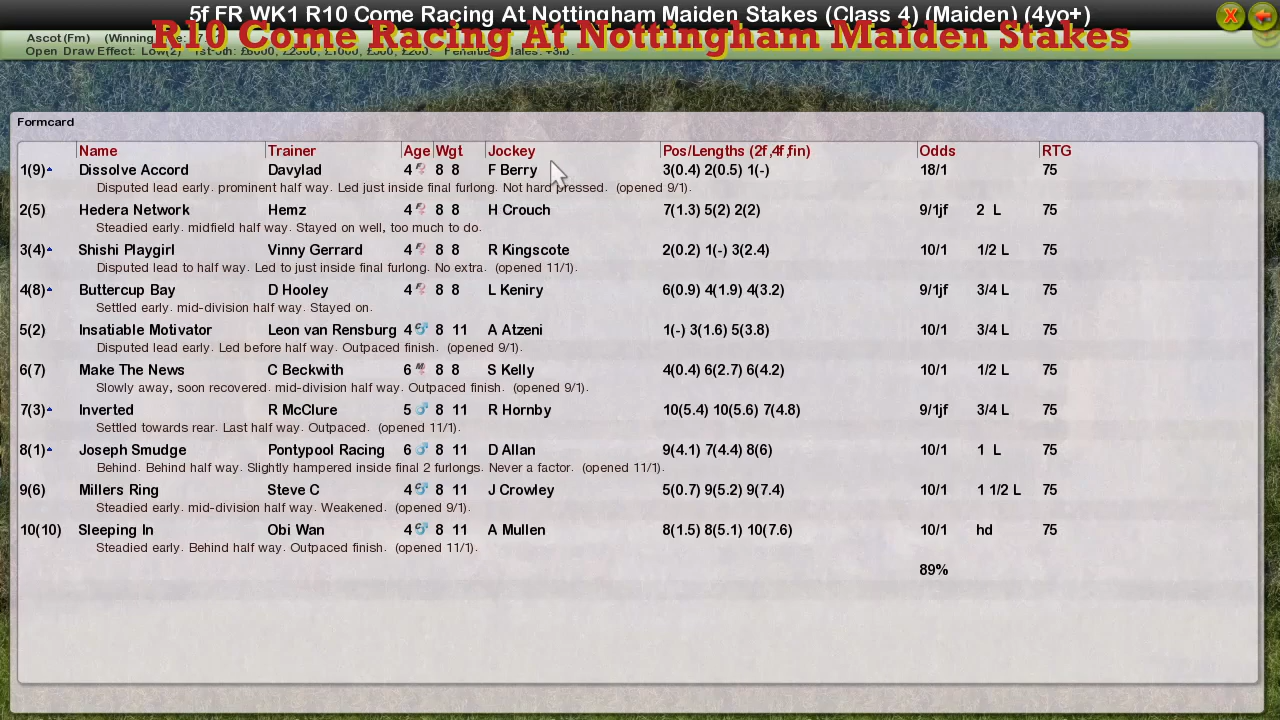 5f FR WK1 R10 Come Racing At Nottingham Maiden Stakes (Class 4) (Maiden) (4yo+)
R10 Come Racing At Nottingham Maiden Stakes
Ascot(Fm) (Winning
Open Draw Effect: Low(2)
Formcard
Name Trainer Age Wgt Jockey Pos/Lengths (2f,4f,fin) Odds RTG
1(9) Dissolve Accord Davylad 4 8 8 F Berry 3(0.4) 2(0.5) 1(-) 18/1 75
Disputed lead early. prominent half way. Led just inside final furlong. Not hard pressed. (opened 9/1).
2(5) Hedera Network Hemz 4 8 8 H Crouch 7(1.3) 5(2) 2(2) 9/1jf 2 L 75
Steadied early. midfield half way. Stayed on well, too much to do.
3(4) Shishi Playgirl Vinny Gerrard 4 8 8 R Kingscote 2(0.2) 1(-) 3(2.4) 10/1 1/2 L 75
Disputed lead to half way. Led to just inside final furlong. No extra. (opened 11/1).
4(8) Buttercup Bay D Hooley 4 8 8 L Keniry 6(0.9) 4(1.9) 4(3.2) 9/1jf 3/4 L 75
Settled early. mid-division half way. Stayed on.
5(2) Insatiable Motivator Leon van Rensburg 4 8 11 A Atzeni 1(-) 3(1.6) 5(3.8) 10/1 3/4 L 75
Disputed lead early. Led before half way. Outpaced finish. (opened 9/1).
6(7) Make The News C Beckwith 6 8 8 S Kelly 4(0.4) 6(2.7) 6(4.2) 10/1 1/2 L 75
Slowly away, soon recovered. mid-division half way. Outpaced finish. (opened 9/1).
7(3) Inverted R McClure 5 8 11 R Hornby 10(5.4) 10(5.6) 7(4.8) 9/1jf 3/4 L 75
Settled towards rear. Last half way. Outpaced. (opened 11/1).
8(1) Joseph Smudge Pontypool Racing 6 8 11 D Allan 9(4.1) 7(4.4) 8(6) 10/1 1 L 75
Behind. Behind half way. Slightly hampered inside final 2 furlongs. Never a factor. (opened 11/1).
9(6) Millers Ring Steve C 4 8 11 J Crowley 5(0.7) 9(5.2) 9(7.4) 10/1 1 1/2 L 75
Steadied early. mid-division half way. Weakened. (opened 9/1).
10(10) Sleeping In Obi Wan 4 8 11 A Mullen 8(1.5) 8(5.1) 10(7.6) 10/1 hd 75
Steadied early. Behind half way. Outpaced finish. (opened 11/1).
89%